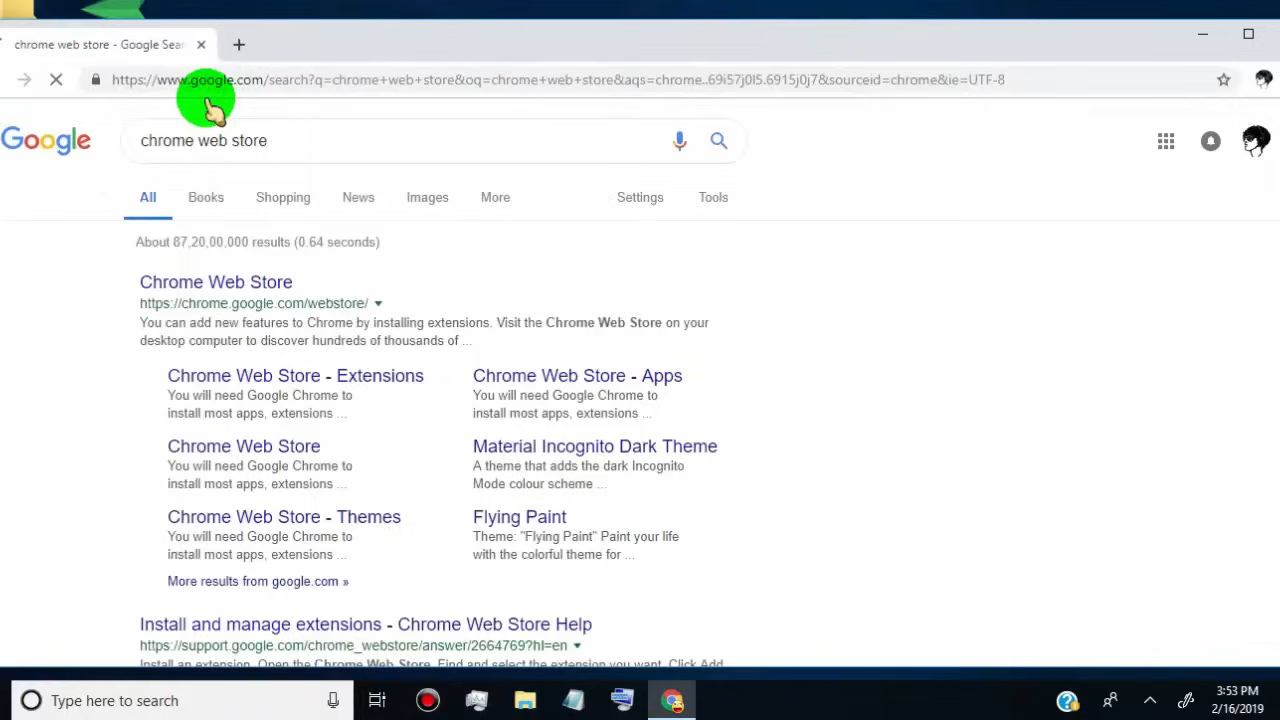 chrome web store - Google Sear
https://www.google.com/search?q=chrome+web+store&oq=chrome+web+store&aqs=chrome..69i57j0l5.6915j0j7&sourceid=chrome&ie=UTF-8
Google
chrome web store
All Books Shopping News Images More Settings Tools
About 87,20,00,000 results (0.64 seconds)
Chrome Web Store
https://chrome.google.com/webstore/
You can add new features to Chrome by installing extensions. Visit the Chrome Web Store on your
desktop computer to discover hundreds of thousands of ...
Chrome Web Store - Extensions
You will need Google Chrome to
install most apps, extensions ...
Chrome Web Store - Apps
You will need Google Chrome to
install most apps, extensions ...
Chrome Web Store
You will need Google Chrome to
install most apps, extensions ...
Material Incognito Dark Theme
A theme that adds the dark Incognito
Mode colour scheme ...
Chrome Web Store - Themes
You will need Google Chrome to
install most apps, extensions ...
Flying Paint
Theme: "Flying Paint" Paint your life
with the colorful theme for ...
More results from google.com »
Install and manage extensions - Chrome Web Store Help
https://support.google.com/chrome_webstore/answer/2664769?hl=en
Install an extension. Open the Chrome Web Store. Find and select the extension you want. Click Add
Type here to search
3:53 PM
2/16/2019